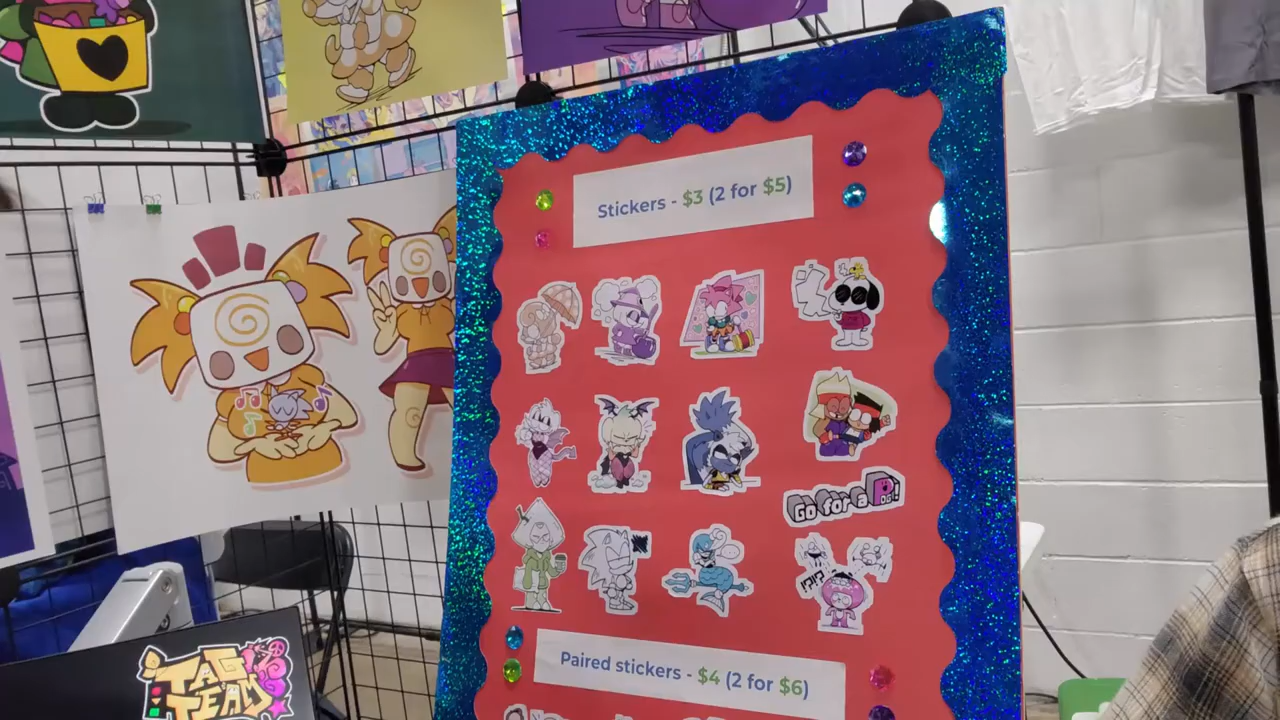 Stickers - $3 (2 for $5)
Go for a P!
!?!?
Paired stickers - $4 (2 for $6)
TAG
TEAM